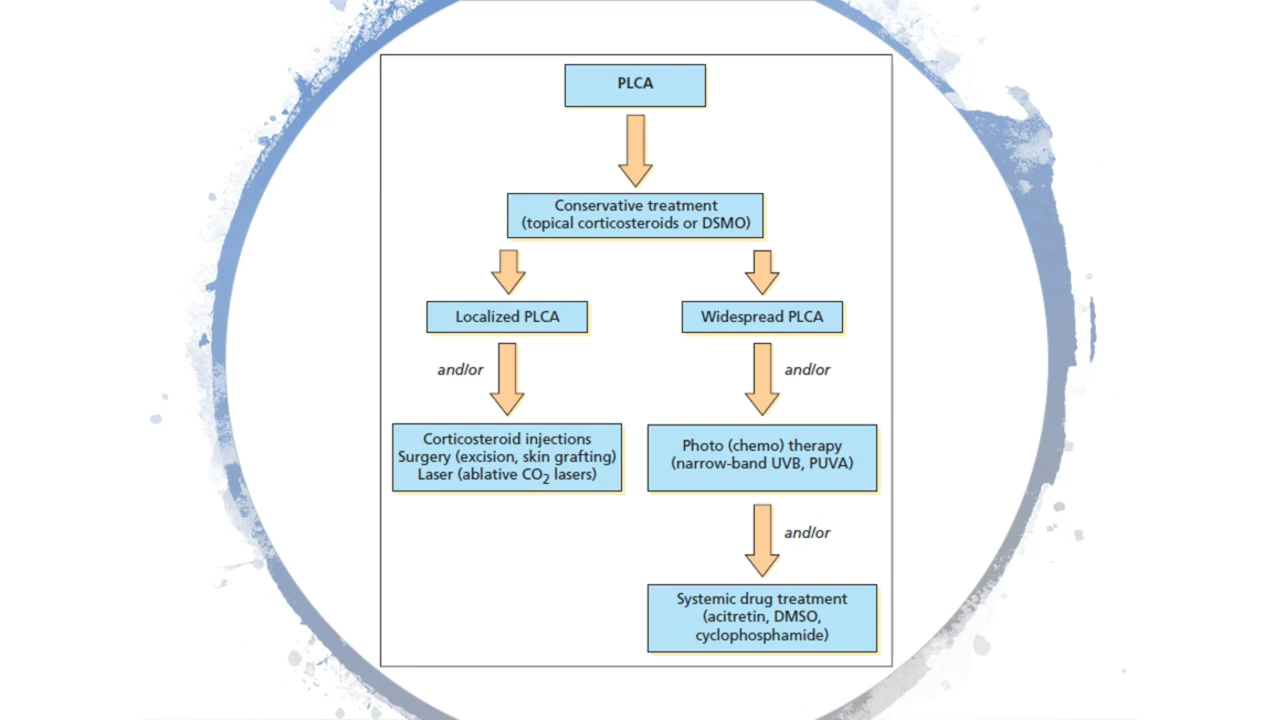 PLCA
Conservative treatment
(topical corticosteroids or DSMO)
Localized PLCA
Widespread PLCA
and/or
and/or
Corticosteroid injections
Surgery (excision, skin grafting)
Laser (ablative CO2 lasers)
Photo (chemo) therapy
(narrow-band UVB, PUVA)
and/or
Systemic drug treatment
(acitretin, DMSO,
cyclophosphamide)